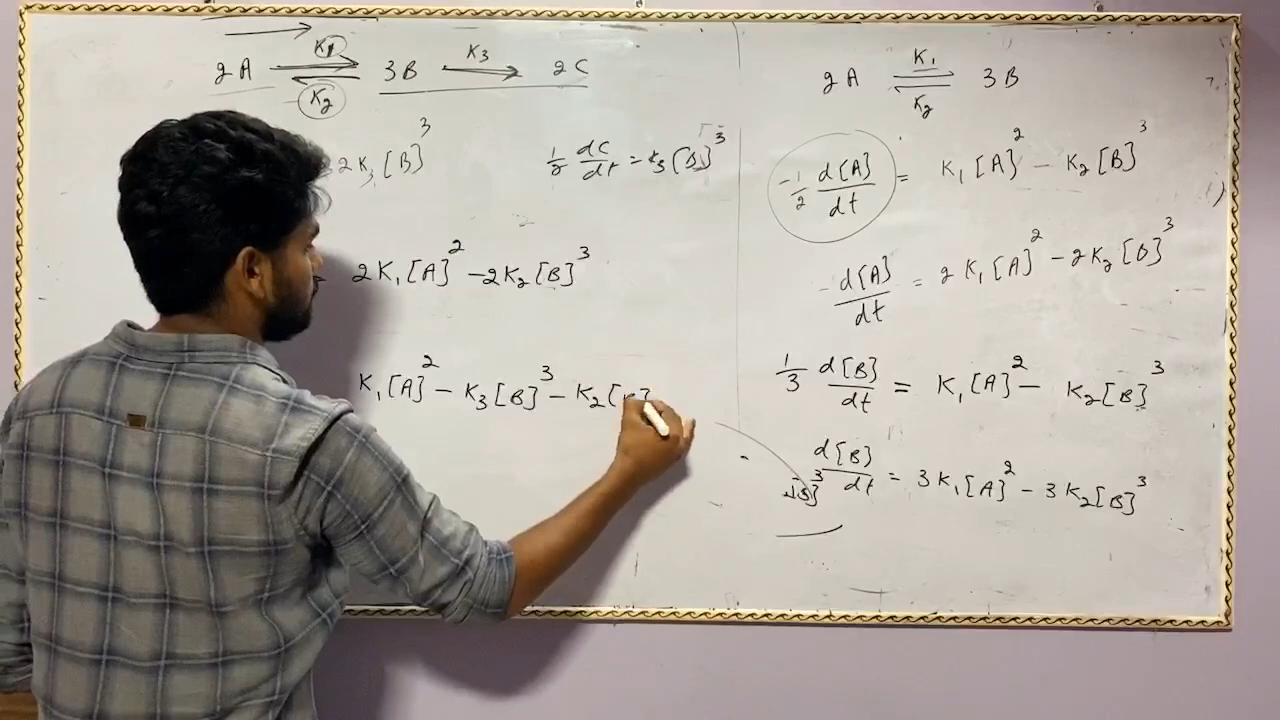 2A ⇌ 3B → 2C
K1 K3
K2
2K3[B]^3
1/2 dC/dt = K3[B]^3
2K1[A]^2 - 2K2[B]^3
K1[A]^2 - K3[B]^3 - K2[B]
2A ⇌ 3B
K1
K2
-1/2 d[A]/dt = K1[A]^2 - K2[B]^3
-d[A]/dt = 2K1[A]^2 - 2K2[B]^3
1/3 d[B]/dt = K1[A]^2 - K2[B]^3
d[B]/dt = 3K1[A]^2 - 3K2[B]^3
[B]^3